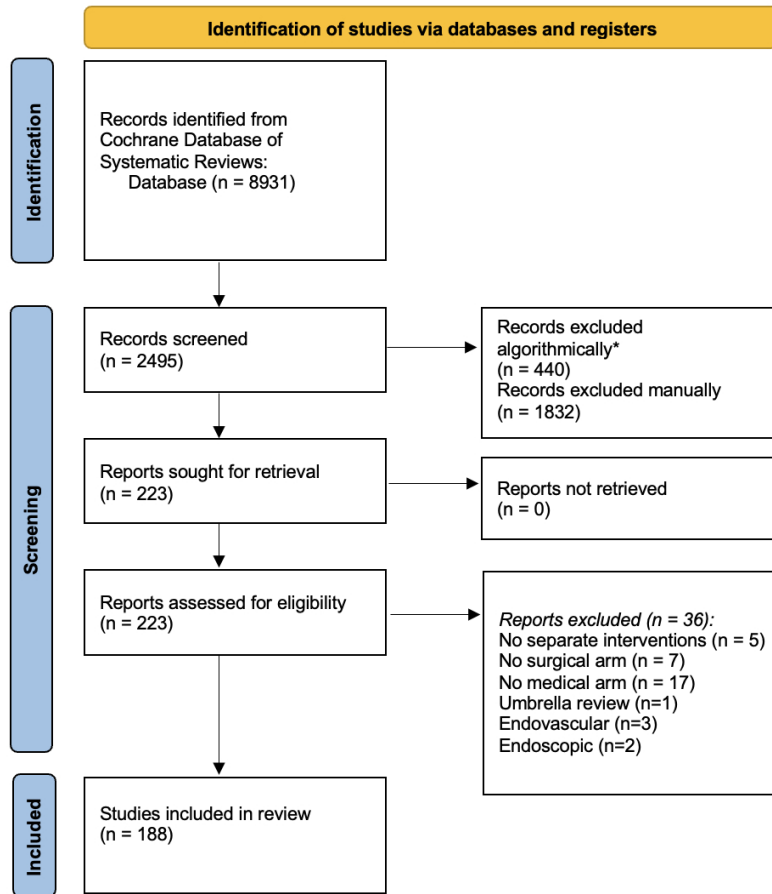 Identification of studies via databases and registers
Identification
Records identified from
Cochrane Database of
Systematic Reviews:
Database (n = 8931)
Screening
Records screened
(n = 2495)
Records excluded
algorithmically*
(n = 440)
Records excluded manually
(n = 1832)
Reports sought for retrieval
(n = 223)
Reports not retrieved
(n = 0)
Reports assessed for eligibility
(n = 223)
Reports excluded (n = 36):
No separate interventions (n = 5)
No surgical arm (n = 7)
No medical arm (n = 17)
Umbrella review (n=1)
Endovascular (n=3)
Endoscopic (n=2)
Included
Studies included in review
(n = 188)